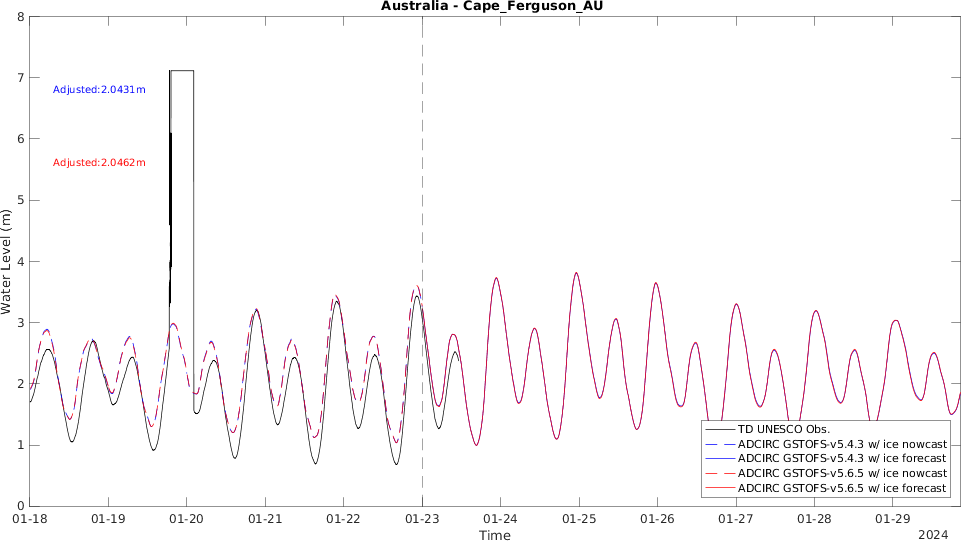 Australia - Cape_Ferguson_AU
8
7
Adjusted:2.0431m
6
Adjusted:2.0462m
5
4
3
2
1
0
Water Level (m)
TD UNESCO Obs.
ADCIRC GSTOFS-v5.4.3 w/ ice nowcast
ADCIRC GSTOFS-v5.4.3 w/ ice forecast
ADCIRC GSTOFS-v5.6.5 w/ ice nowcast
ADCIRC GSTOFS-v5.6.5 w/ ice forecast
01-18 01-19 01-20 01-21 01-22 01-23 01-24 01-25 01-26 01-27 01-28 01-29
Time
2024